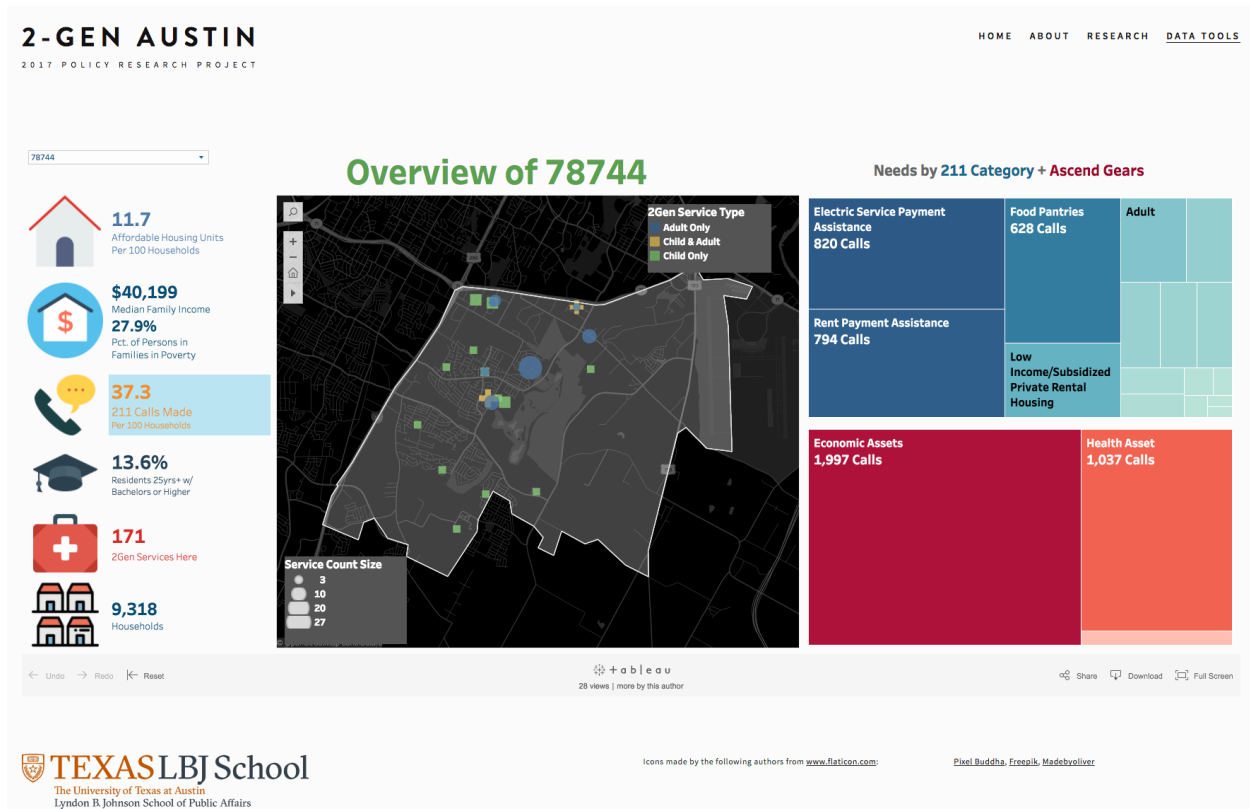 2-GEN AUSTIN
2017 POLICY RESEARCH PROJECT
HOME ABOUT RESEARCH DATA TOOLS
78744
Overview of 78744
Needs by 211 Category + Ascend Gears
11.7
Affordable Housing Units
Per 100 Households
$40,199
Median Family Income
27.9%
Pct. of Persons in
Families in Poverty
37.3
211 Calls Made
Per 100 Households
13.6%
Residents 25yrs+ w/
Bachelors or Higher
171
2Gen Services Here
9,318
Households
2Gen Service Type
Adult Only
Child & Adult
Child Only
Service Count Size
3
10
20
27
Electric Service Payment
Assistance
820 Calls
Rent Payment Assistance
794 Calls
Food Pantries
628 Calls
Low
Income/Subsidized
Private Rental
Housing
Adult
Economic Assets
1,997 Calls
Health Asset
1,037 Calls
Undo Redo Reset
+ a b l e a u
28 views | more by this author
Share Download Full Screen
TEXAS LBJ School
The University of Texas at Austin
Lyndon B. Johnson School of Public Affairs
Icons made by the following authors from www.flaticon.com:
Pixel Buddha, Freepik, Madebyoliver